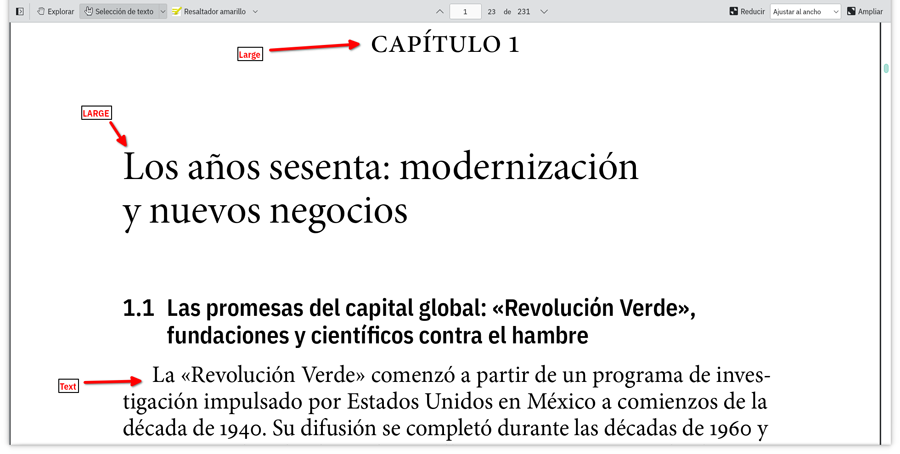 Explorar Selección de texto Resaltador amarillo 1 23 de 231 Reducir Ajustar al ancho Ampliar
Large CAPÍTULO 1
LARGE
Los años sesenta: modernización
y nuevos negocios
1.1 Las promesas del capital global: «Revolución Verde»,
fundaciones y científicos contra el hambre
Text La «Revolución Verde» comenzó a partir de un programa de inves-
tigación impulsado por Estados Unidos en México a comienzos de la
década de 1940. Su difusión se completó durante las décadas de 1960 y